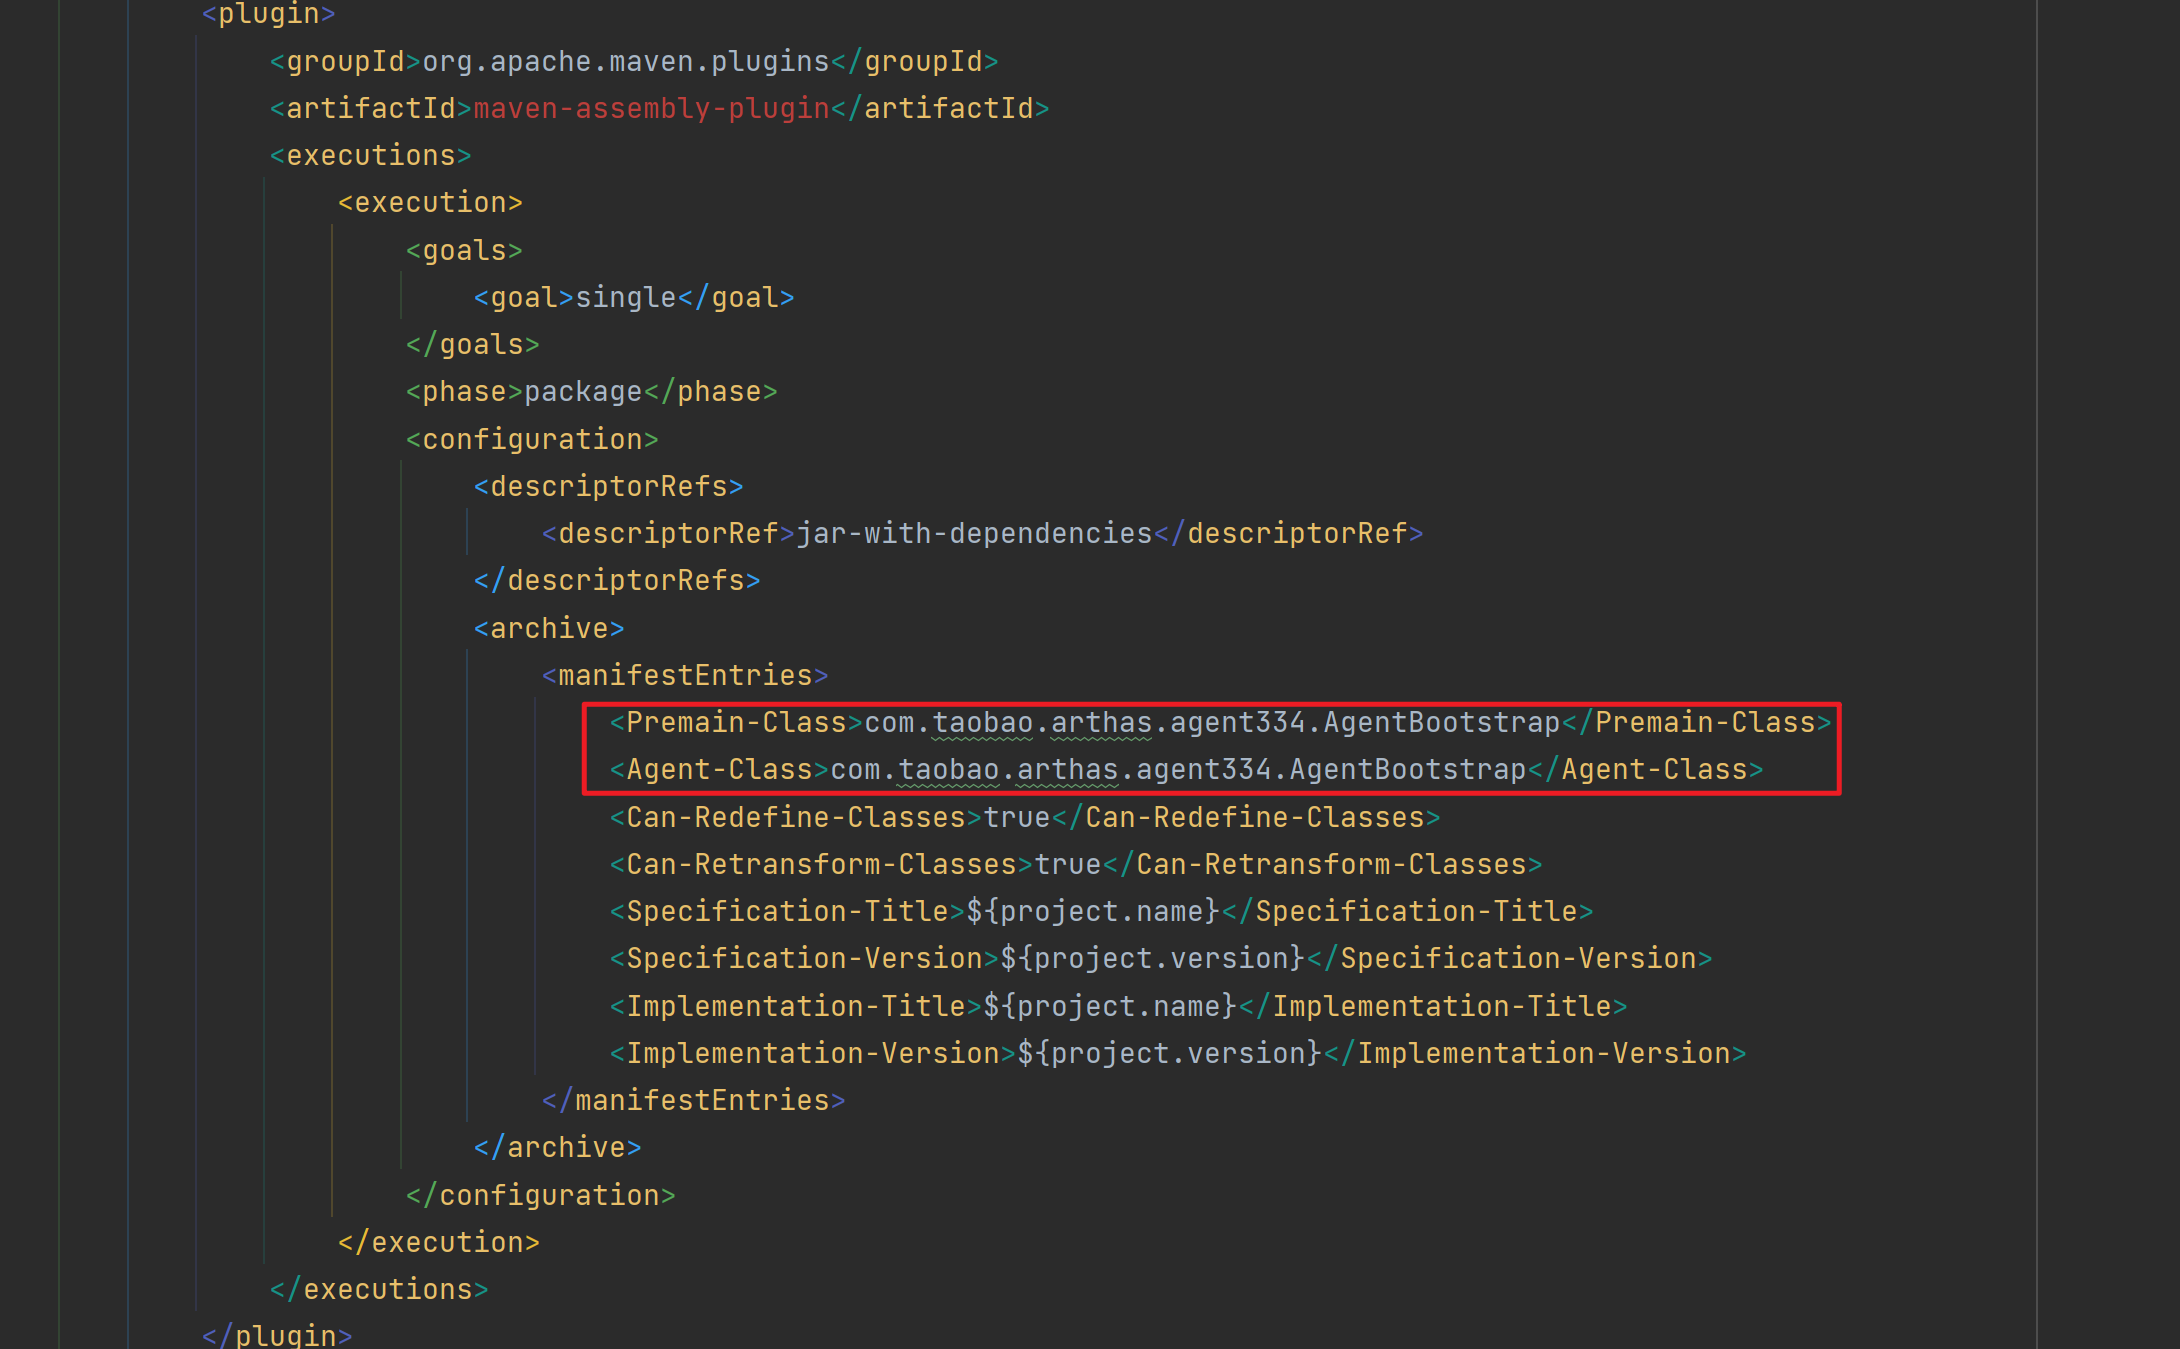 <plugin>
<groupId>org.apache.maven.plugins</groupId>
<artifactId>maven-assembly-plugin</artifactId>
<executions>
<execution>
<goals>
<goal>single</goal>
</goals>
<phase>package</phase>
<configuration>
<descriptorRefs>
<descriptorRef>jar-with-dependencies</descriptorRef>
</descriptorRefs>
<archive>
<manifestEntries>
<Premain-Class>com.taobao.arthas.agent334.AgentBootstrap</Premain-Class>
<Agent-Class>com.taobao.arthas.agent334.AgentBootstrap</Agent-Class>
<Can-Redefine-Classes>true</Can-Redefine-Classes>
<Can-Retransform-Classes>true</Can-Retransform-Classes>
<Specification-Title>${project.name}</Specification-Title>
<Specification-Version>${project.version}</Specification-Version>
<Implementation-Title>${project.name}</Implementation-Title>
<Implementation-Version>${project.version}</Implementation-Version>
</manifestEntries>
</archive>
</configuration>
</execution>
</executions>
</plugin>